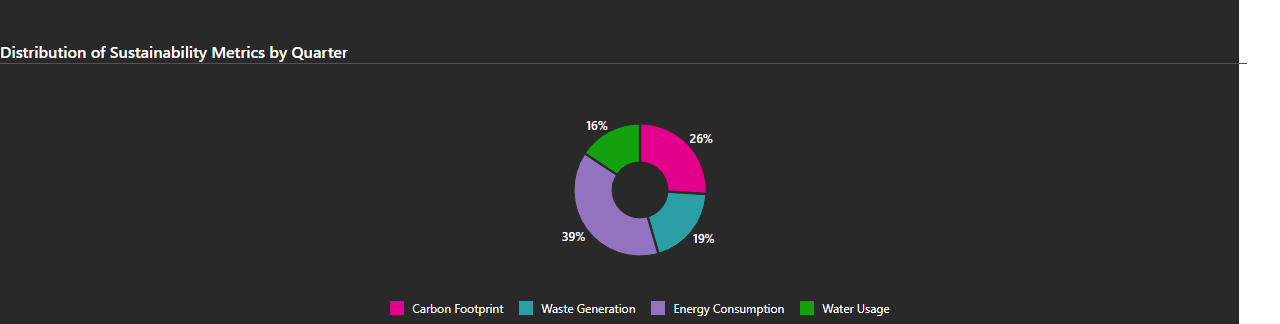 Distribution of Sustainability Metrics by Quarter
16%
26%
39%
19%
Carbon Footprint Waste Generation Energy Consumption Water Usage